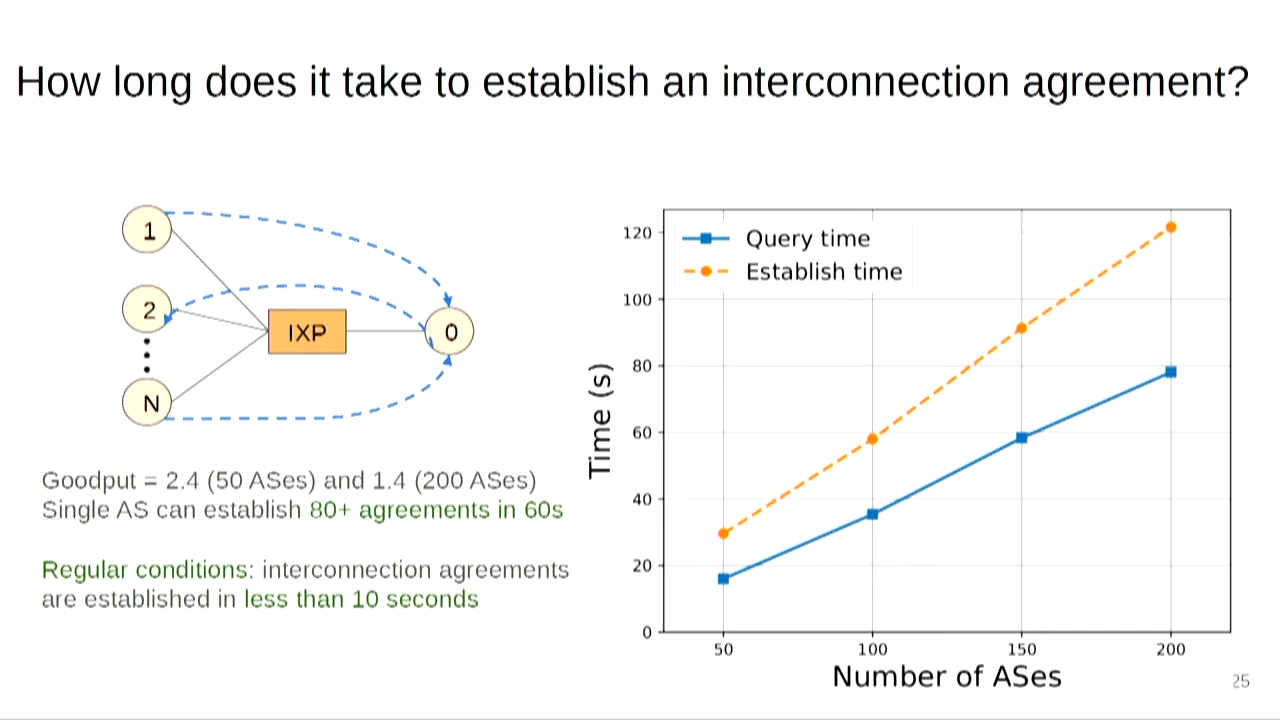 How long does it take to establish an interconnection agreement?
1
2
N
IXP
0
Goodput = 2.4 (50 ASes) and 1.4 (200 ASes)
Single AS can establish 80+ agreements in 60s
Regular conditions: interconnection agreements
are established in less than 10 seconds
Query time
Establish time
120
100
80
60
40
20
0
Time (s)
50 100 150 200
Number of ASes
25